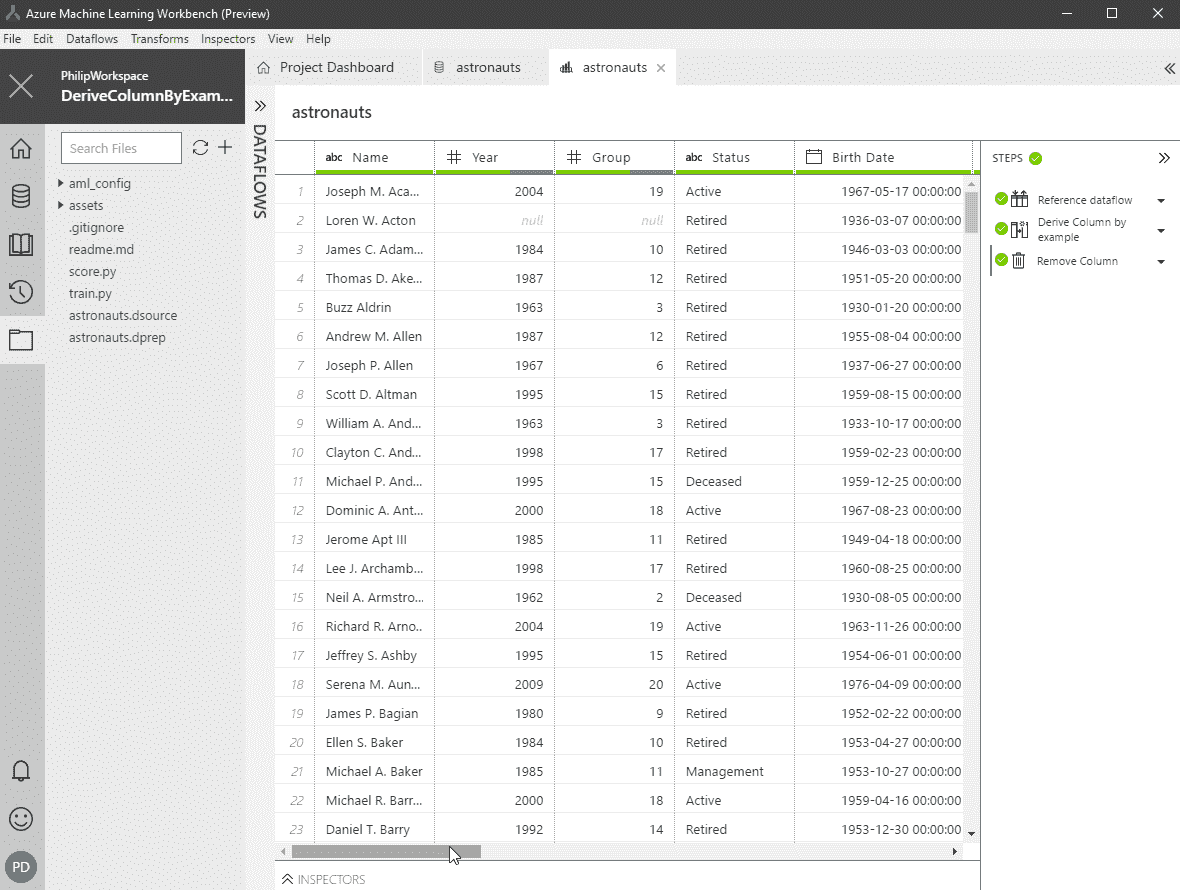 Azure Machine Learning Workbench (Preview)
File Edit Dataflows Transforms Inspectors View Help
PhilipWorkspace
DeriveColumnByExam...
Project Dashboard astronauts astronauts
Search Files
aml_config
assets
.gitignore
readme.md
score.py
train.py
astronauts.dsource
astronauts.dprep
PD
DATAFLOWS
astronauts
abc Name # Year # Group abc Status Birth Date
1 Joseph M. Aca... 2004 19 Active 1967-05-17 00:00:00
2 Loren W. Acton null null Retired 1936-03-07 00:00:00
3 James C. Adam... 1984 10 Retired 1946-03-03 00:00:00
4 Thomas D. Ake... 1987 12 Retired 1951-05-20 00:00:00
5 Buzz Aldrin 1963 3 Retired 1930-01-20 00:00:00
6 Andrew M. Allen 1987 12 Retired 1955-08-04 00:00:00
7 Joseph P. Allen 1967 6 Retired 1937-06-27 00:00:00
8 Scott D. Altman 1995 15 Retired 1959-08-15 00:00:00
9 William A. And... 1963 3 Retired 1933-10-17 00:00:00
10 Clayton C. And... 1998 17 Retired 1959-02-23 00:00:00
11 Michael P. And... 1995 15 Deceased 1959-12-25 00:00:00
12 Dominic A. Ant... 2000 18 Active 1967-08-23 00:00:00
13 Jerome Apt III 1985 11 Retired 1949-04-18 00:00:00
14 Lee J. Archamb... 1998 17 Retired 1960-08-25 00:00:00
15 Neil A. Armstro... 1962 2 Deceased 1930-08-05 00:00:00
16 Richard R. Arno.. 2004 19 Active 1963-11-26 00:00:00
17 Jeffrey S. Ashby 1995 15 Retired 1954-06-01 00:00:00
18 Serena M. Aun... 2009 20 Active 1976-04-09 00:00:00
19 James P. Bagian 1980 9 Retired 1952-02-22 00:00:00
20 Ellen S. Baker 1984 10 Retired 1953-04-27 00:00:00
21 Michael A. Baker 1985 11 Management 1953-10-27 00:00:00
22 Michael R. Barr... 2000 18 Active 1959-04-16 00:00:00
23 Daniel T. Barry 1992 14 Retired 1953-12-30 00:00:00
INSPECTORS
STEPS
Reference dataflow
Derive Column by
example
Remove Column